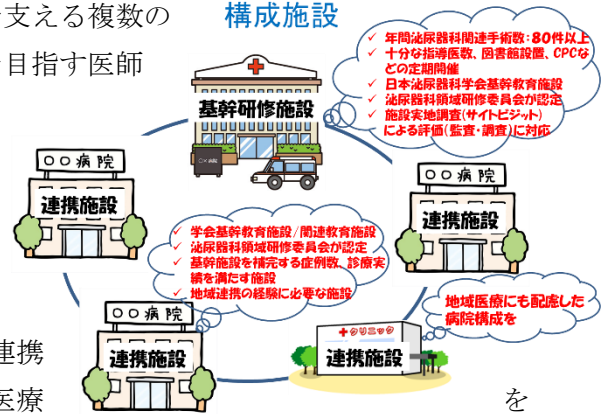 支える複数の
構成施設
目指す医師
✓ 年間泌尿器科関連手術数：80件以上
✓ 十分な指導医数、図書館設置、CPCな
どの定期開催
✓ 日本泌尿器科学会基幹教育施設
✓ 泌尿器科領域研修委員会が認定
✓ 施設実地調査(サイトビジット)
による評価(監査・調査)に対応
基幹研修施設
〇×病院
〇〇病院
連携施設
〇〇病院
連携施設
✓ 学会基幹教育施設/関連教育施設
✓ 泌尿器科領域研修委員会が認定
✓ 基幹施設を補完する症例数、診療実
績を満たす施設
✓ 地域連携の経験に必要な施設
地域医療にも配慮した
病院構成を
〇〇病院
連携施設
クリニック
連携施設
連携
医療
を